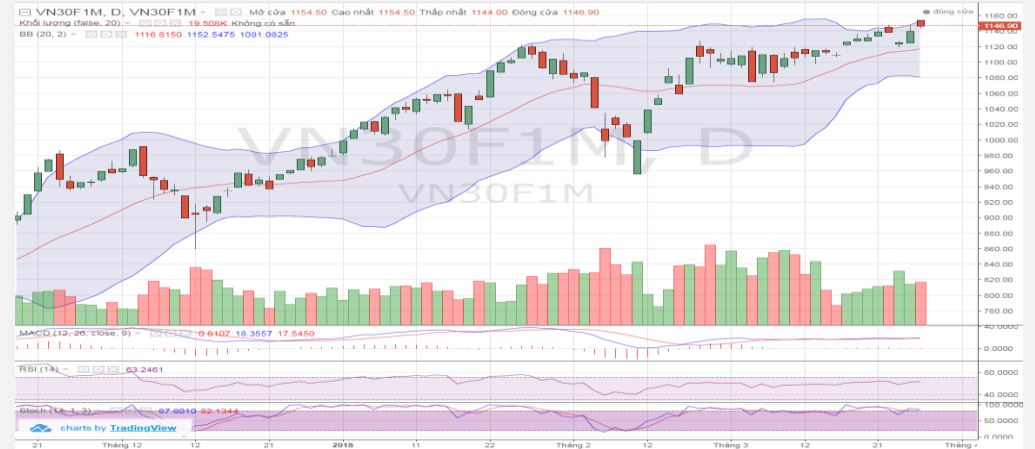 VN30F1M, D, VN30F1M Mở cửa 1154.50 Cao nhất 1154.50 Thấp nhất 1144.00 Đóng cửa 1146.90
Khối lượng (false, 20) 19.508K Không có sẵn
BB (20, 2) 1116.8150 1152.5475 1081.0825
đóng cửa
1160.00
1146.90
1140.00
1120.00
1100.00
1080.00
1060.00
1040.00
1020.00
1000.00
980.00
960.00
940.00
920.00
900.00
880.00
860.00
840.00
820.00
800.00
780.00
VN30F1M, D
VN30F1M
MACD (12, 26, close, 9) 0.8107 18.3557 17.5450
40.0000
0.0000
RSI (14) 63.2461
80.0000
40.0000
Stoch (14, 1, 3) 82.1344
100.0000
50.0000
0.0000
charts by TradingView
21 Tháng 12 12 21 2018 11 22 Tháng 2 12 Tháng 3 12 21